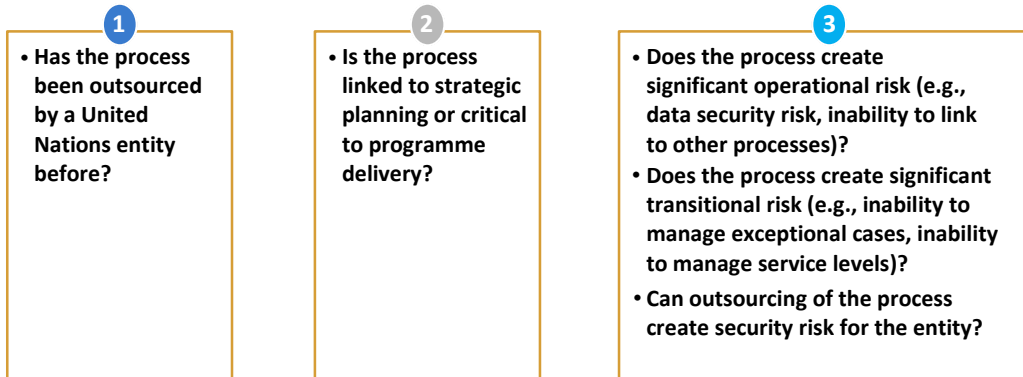 1
• Has the process
been outsourced
by a United
Nations entity
before?
2
• Is the process
linked to strategic
planning or critical
to programme
delivery?
3
• Does the process create
significant operational risk (e.g.,
data security risk, inability to link
to other processes)?
• Does the process create significant
transitional risk (e.g., inability to
manage exceptional cases, inability
to manage service levels)?
• Can outsourcing of the process
create security risk for the entity?